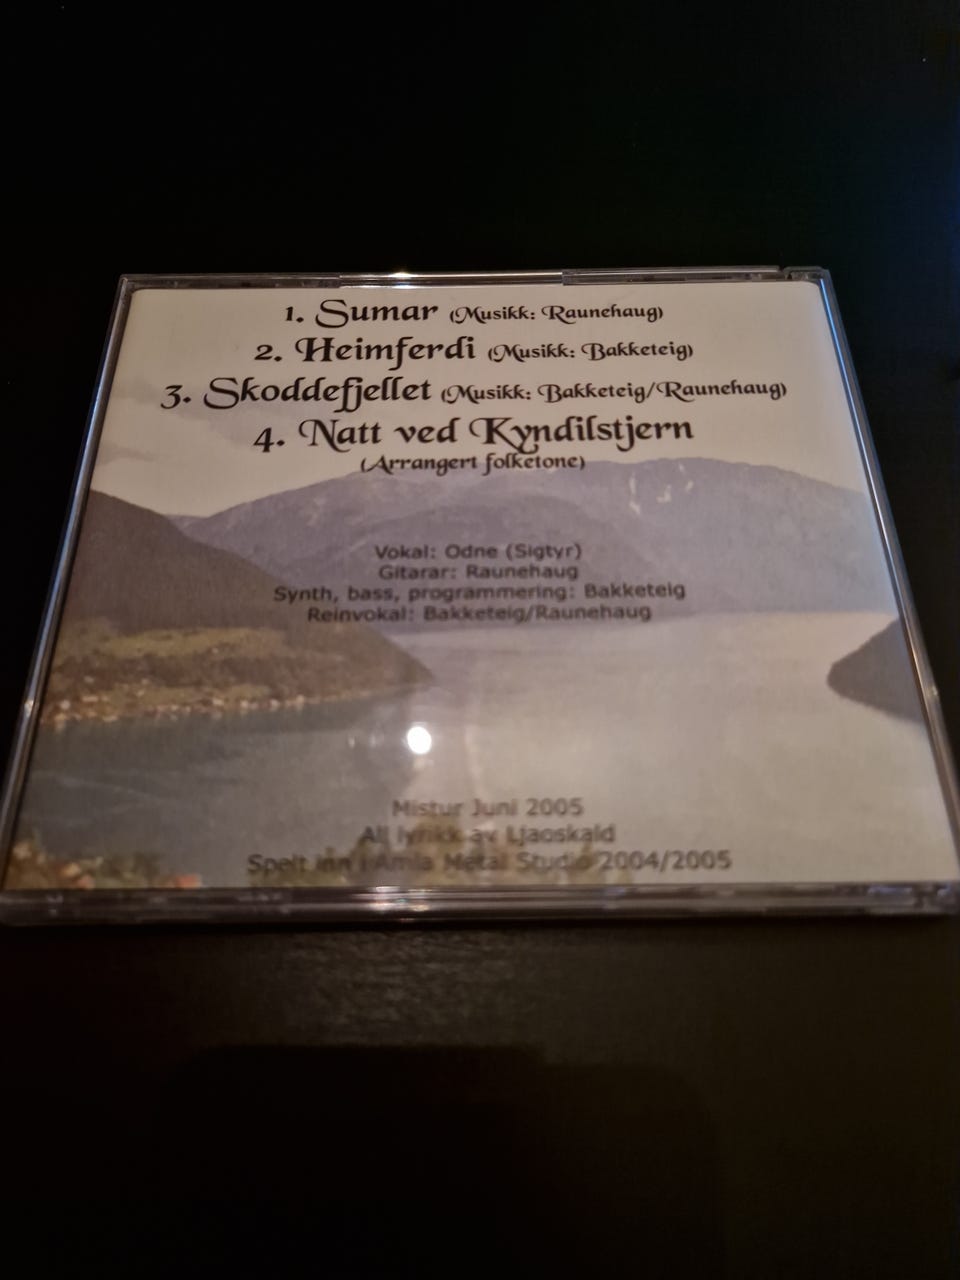 1. Sumar (Musikk: Raunehaug)
2. Heimferdi (Musikk: Bakketeig)
3. Skoddefjellet (Musikk: Bakketeig/Raunehaug)
4. Natt ved Kyndilstjern
(Arrangert folketone)
Vokal: Odne (Sigtyr)
Gitarar: Raunehaug
Synth, bass, programmering: Bakketeig
Reinvokal: Bakketeig/Raunehaug
Mistur Juni 2005
All lyrikk av Ljaoskald
Spelt inn i Amla Metal Studio 2004/2005